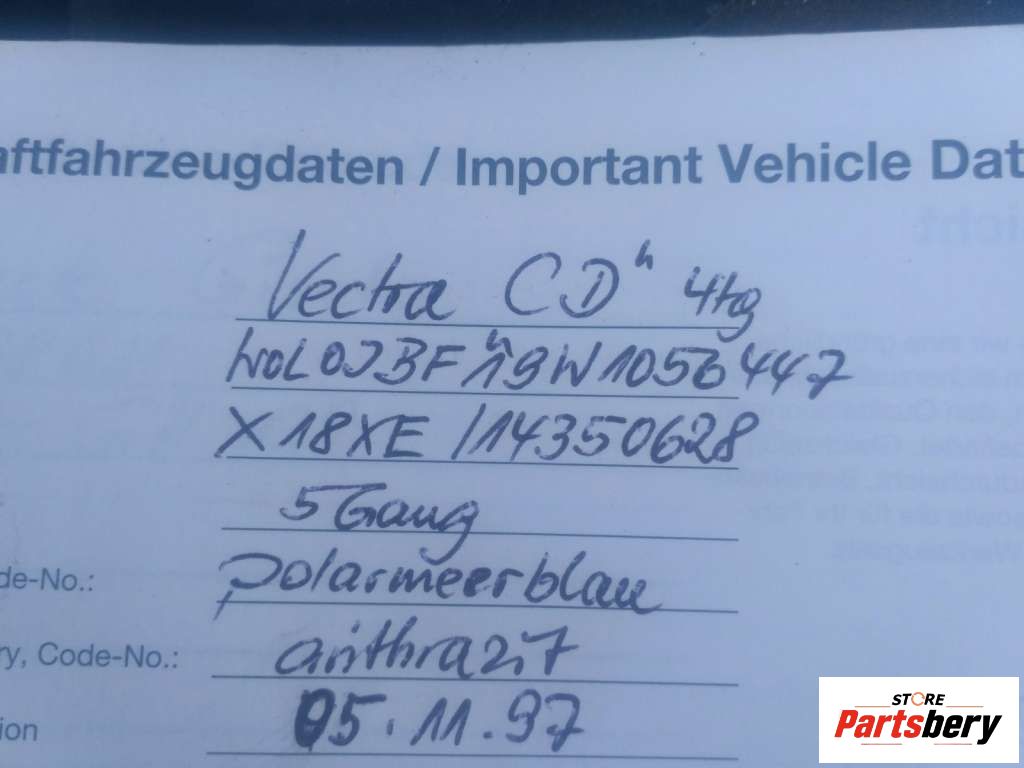 aftfahrzeugdaten / Important Vehicle Dat
Vectra "CD" 4trg
W0L0JBF19W1056447
X18XE /14350628
5 Gang
de-No.: polarmeerblau
ry, Code-No.: anthrazit
ion 05.11.97
STORE
Partsbery